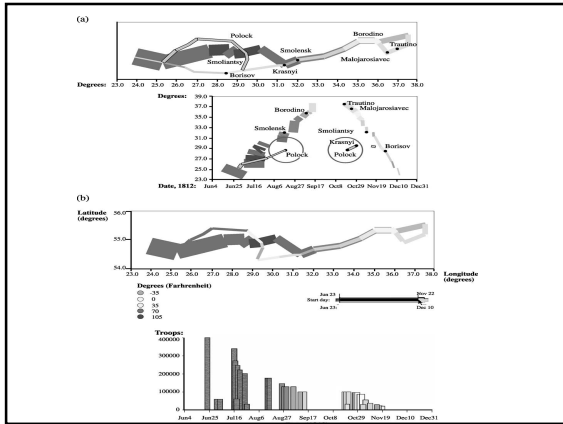 (a)
Borodino
Polock
Trautino
Smolensk
Smoliantsy
Malojarosiavec
Krasnyi
Borisov
Degrees:
23.0 24.0 25.0 26.0 27.0 28.0 29.0 30.0 31.0 32.0 33.0 34.0 35.0 36.0 37.0 38.0
Degrees:
39.0
37.0
35.0
33.0
31.0
29.0
27.0
25.0
23.0
Borodino
Trautino
Malojarosiavec
Smolensk
Smoliantsy
Krasnyi
Borisov
Polock
Polock
Date, 1812: Jun4 Jun25 Jul16 Aug6 Aug27 Sep17 Oct8 Oct29 Nov19 Dec10 Dec31
(b)
Latitude
(degrees)
56.0
55.0
54.0
23.0 24.0 25.0 26.0 27.0 28.0 29.0 30.0 31.0 32.0 33.0 34.0 35.0 36.0 37.0 38.0
Longitude
(degrees)
Degrees (Farhrenheit)
-35
0
35
70
105
Jun 23
Nov 22
Start day:
Jun 23:
Dec 10
Troops:
400000
300000
200000
100000
0
Jun4 Jun25 Jul16 Aug6 Aug27 Sep17 Oct8 Oct29 Nov19 Dec10 Dec31